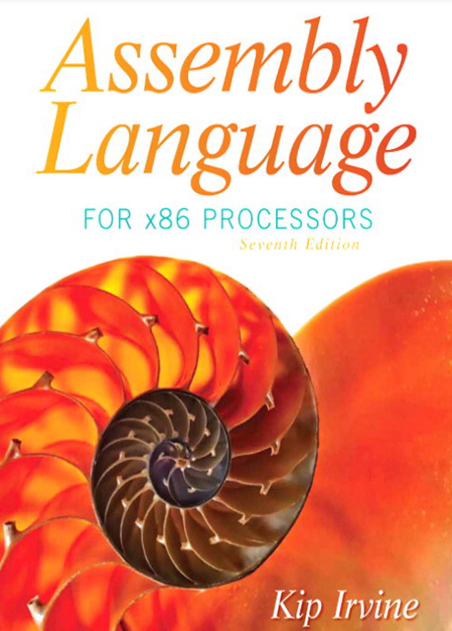 Assembly
Language
FOR x86 PROCESSORS
Seventh Edition
Kip Irvine